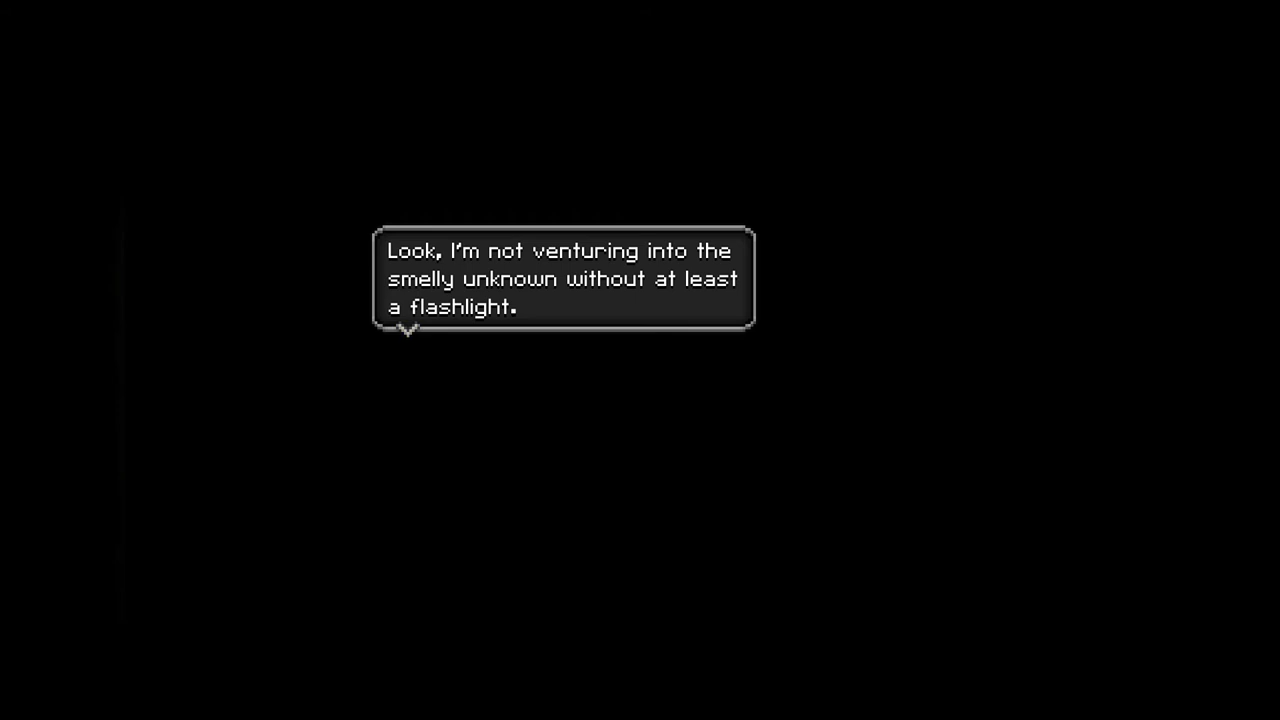 Look, I'm not venturing into the
smelly unknown without at least
a flashlight.